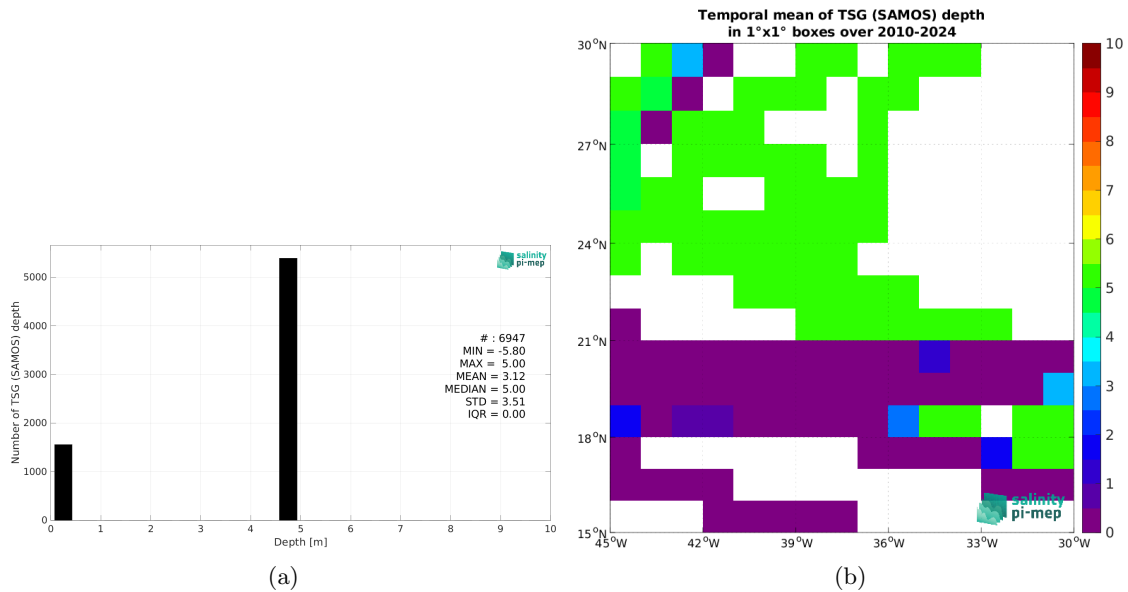 salinity
pi-mep
Number of TSG (SAMOS) depth
5000
4000
3000
2000
1000
0
# : 6947
MIN = -5.80
MAX = 5.00
MEAN = 3.12
MEDIAN = 5.00
STD = 3.51
IQR = 0.00
0 1 2 3 4 5 6 7 8 9 10
Depth [m]
(a)
Temporal mean of TSG (SAMOS) depth
in 1°x1° boxes over 2010-2024
30°N
27°N
24°N
21°N
18°N
15°N
45°W 42°W 39°W 36°W 33°W 30°W
salinity
pi-mep
10
9
8
7
6
5
4
3
2
1
0
(b)